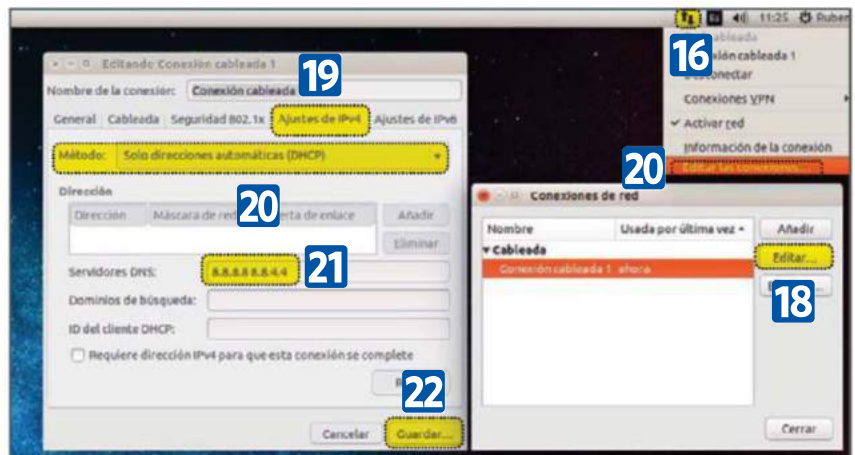 11:25 Ruben
16
cableada
xión cableada 1
Desconectar
Conexiones VPN
✓ Activar red
Información de la conexión
20
Editar las conexiones...
Editando Conexión cableada 1
19
Nombre de la conexión: Conexión cableada
General Cableada Seguridad 802.1x Ajustes de IPv4 Ajustes de IPv6
Método: Solo direcciones automáticas (DHCP)
Dirección
Dirección Máscara de red 20 erta de enlace Añadir
Eliminar
Servidores DNS: 8.8.8.8 8.8.4.4 21
Dominios de búsqueda:
ID del cliente DHCP:
Requiere dirección IPv4 para que esta conexión se complete
22
Cancelar Guardar...
Conexiones de red
Nombre Usada por última vez Añadir
Cableada
Editar...
Conexión cableada 1 ahora
18
Cerrar